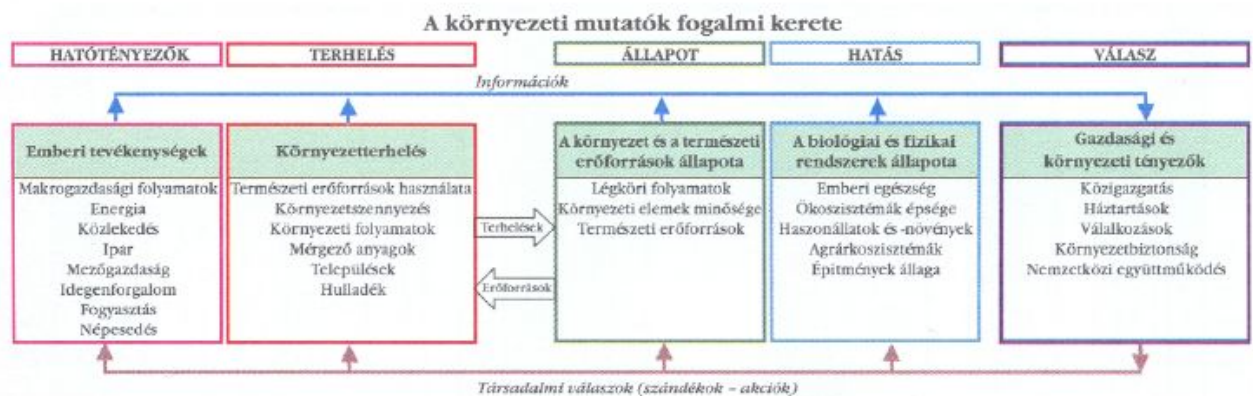 A környezeti mutatók fogalmi kerete
HATÓTÉNYEZŐK
TERHELÉS
ÁLLAPOT
HATÁS
VÁLASZ
Információk
Emberi tevékenységek
Makrogazdasági folyamatok
Energia
Közlekedés
Ipar
Mezőgazdaság
Idegenforgalom
Fogyasztás
Népesedés
Környezetterhelés
Természeti erőforrások használata
Környezetszennyezés
Környezeti folyamatok
Mérgező anyagok
Települések
Hulladék
Terhelések
Erőforrások
A környezet és a természeti
erőforrások állapota
Légköri folyamatok
Környezeti elemek minősége
Természeti erőforrások
A biológiai és fizikai
rendszerek állapota
Emberi egészség
Ökoszisztémák épsége
Haszonállatok és -növények
Agrárkoszisztémák
Építmények állaga
Gazdasági és
környezeti tényezők
Közigazgatás
Háztartások
Válalkozások
Környezetbiztonság
Nemzetközi együttműködés
Társadalmi válaszok (szándékok – akciók)